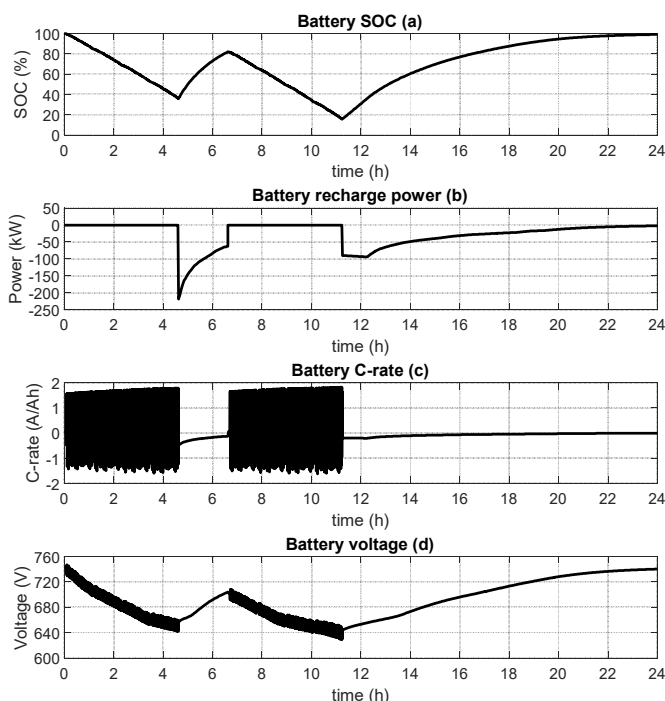 Battery SOC (a)
SOC (%)
100
80
60
40
20
0
0 2 4 6 8 10 12 14 16 18 20 22 24
time (h)
Battery recharge power (b)
Power (kW)
50
0
-50
-100
-150
-200
-250
0 2 4 6 8 10 12 14 16 18 20 22 24
time (h)
Battery C-rate (c)
C-rate (A/Ah)
2
1
0
-1
-2
0 2 4 6 8 10 12 14 16 18 20 22 24
time (h)
Battery voltage (d)
Voltage (V)
760
720
680
640
600
0 2 4 6 8 10 12 14 16 18 20 22 24
time (h)